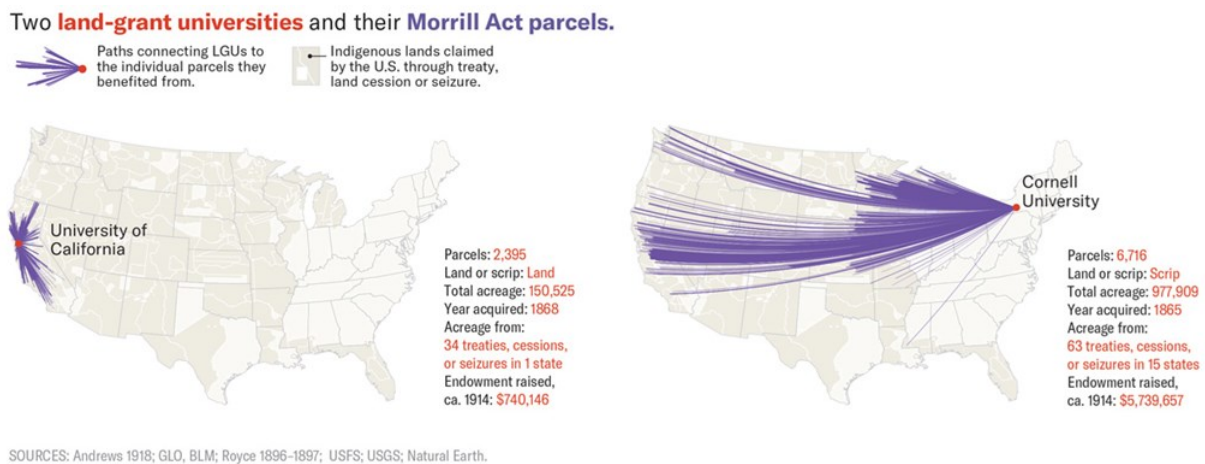 Two land-grant universities and their Morrill Act parcels.
Paths connecting LGUs to
the individual parcels they
benefited from.
Indigenous lands claimed
by the U.S. through treaty,
land cession or seizure.
University of
California
Parcels: 2,395
Land or scrip: Land
Total acreage: 150,525
Year acquired: 1868
Acreage from:
34 treaties, cessions,
or seizures in 1 state
Endowment raised,
ca. 1914: $740,146
Cornell
University
Parcels: 6,716
Land or scrip: Scrip
Total acreage: 977,909
Year acquired: 1865
Acreage from:
63 treaties, cessions,
or seizures in 15 states
Endowment raised,
ca. 1914: $5,739,657
SOURCES: Andrews 1918; GLO, BLM; Royce 1896-1897; USFS; USGS; Natural Earth.